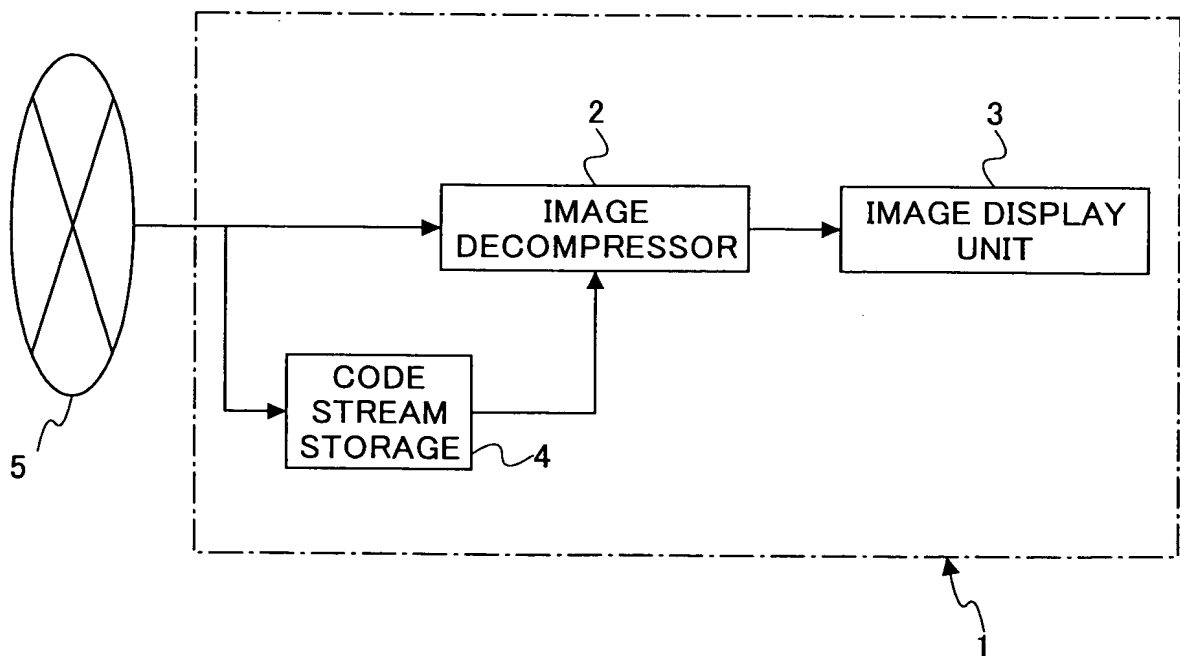 2
3
IMAGE
DECOMPRESSOR
IMAGE DISPLAY
UNIT
CODE
STREAM
STORAGE
4
5
1